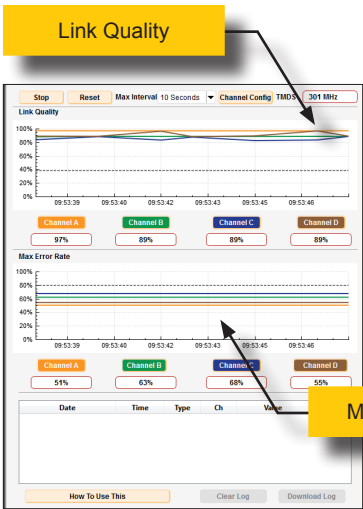 Link Quality
Stop Reset Max Interval 10 Seconds Channel Config TMDS 301 MHz
Link Quality
100%
80%
60%
40%
20%
0%
09:53:39 09:53:40 09:53:42 09:53:43 09:53:45 09:53:46
Channel A Channel B Channel C Channel D
97% 89% 89% 89%
Max Error Rate
100%
80%
60%
40%
20%
0%
09:53:39 09:53:40 09:53:42 09:53:43 09:53:45 09:53:46
Channel A Channel B Channel C Channel D
51% 63% 68% 55%
M
Date Time Type Ch Value
How To Use This Clear Log Download Log